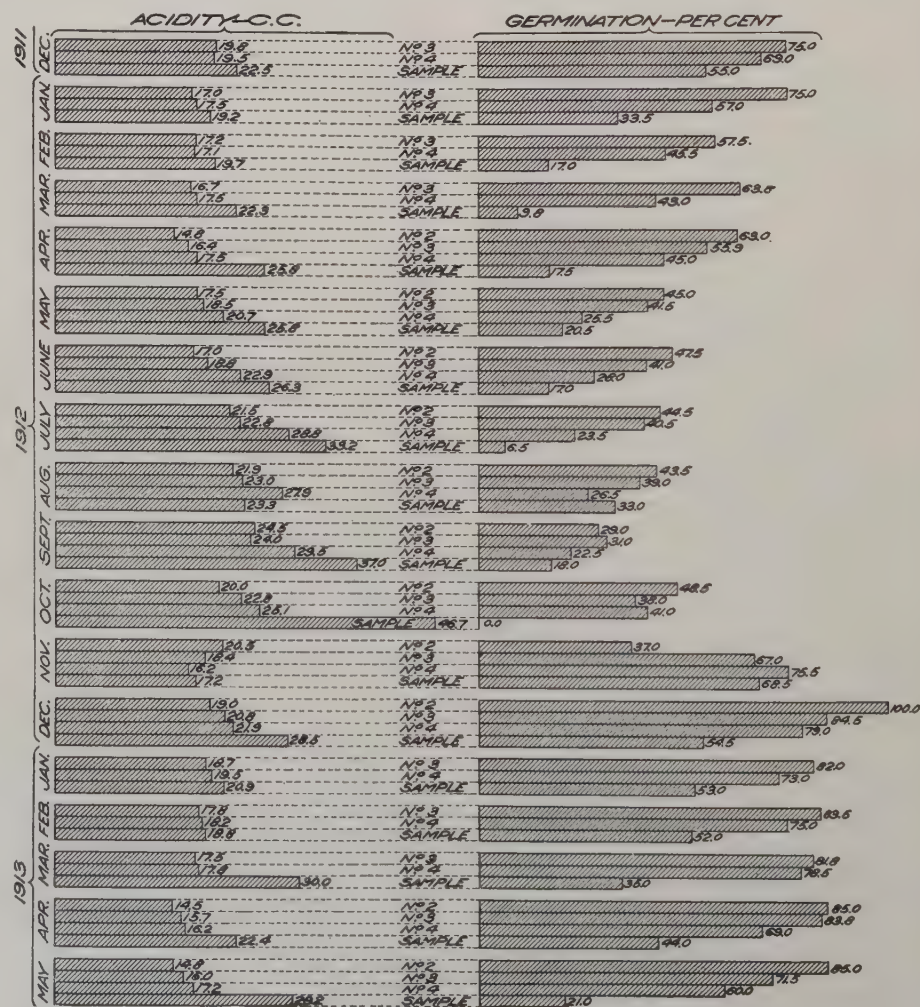 ACIDITY-C.C. GERMINATION—PER CENT
1911
DEC.
19.8 Nº 3 75.0
19.5 Nº 4 69.0
22.5 SAMPLE 55.0
1912
JAN.
17.0 Nº 3 75.0
17.5 Nº 4 57.0
19.2 SAMPLE 33.5
FEB.
17.2 Nº 3 57.5
17.1 Nº 4 45.5
19.7 SAMPLE 17.0
MAR.
16.7 Nº 3 63.8
17.5 Nº 4 43.0
22.3 SAMPLE 9.8
APR.
14.8 Nº 2 63.0
16.4 Nº 3 55.9
17.5 Nº 4 45.0
25.8 SAMPLE 17.5
MAY
17.5 Nº 2 45.0
18.5 Nº 3 41.5
20.7 Nº 4 25.5
25.8 SAMPLE 20.5
JUNE
17.0 Nº 2 47.5
18.8 Nº 3 41.0
22.9 Nº 4 28.0
26.3 SAMPLE 17.0
JULY
21.5 Nº 2 44.5
22.8 Nº 3 40.5
28.8 Nº 4 23.5
33.2 SAMPLE 6.5
AUG.
21.9 Nº 2 43.5
23.0 Nº 3 39.0
27.9 Nº 4 26.5
23.3 SAMPLE 33.0
SEPT.
24.5 Nº 2 29.0
24.0 Nº 3 31.0
29.5 Nº 4 22.5
37.0 SAMPLE 18.0
OCT.
20.0 Nº 2 48.5
22.8 Nº 3 38.0
25.1 Nº 4 41.0
SAMPLE 46.7 0.0
NOV.
20.5 Nº 2 37.0
18.4 Nº 3 67.0
16.2 Nº 4 75.5
17.2 SAMPLE 68.5
DEC.
19.0 Nº 2 100.0
20.8 Nº 3 84.5
21.9 Nº 4 79.0
28.5 SAMPLE 54.5
1913
JAN.
18.7 Nº 3 82.0
19.5 Nº 4 73.0
20.9 SAMPLE 53.0
FEB.
17.8 Nº 3 83.5
18.2 Nº 4 75.0
18.8 SAMPLE 52.0
MAR.
17.5 Nº 3 81.8
17.8 Nº 4 78.5
30.0 SAMPLE 35.0
APR.
14.5 Nº 2 85.0
15.7 Nº 3 83.8
16.2 Nº 4 69.0
22.4 SAMPLE 44.0
MAY
14.8 Nº 2 85.0
16.0 Nº 3 71.5
17.2 Nº 4 60.0
29.2 SAMPLE 21.0